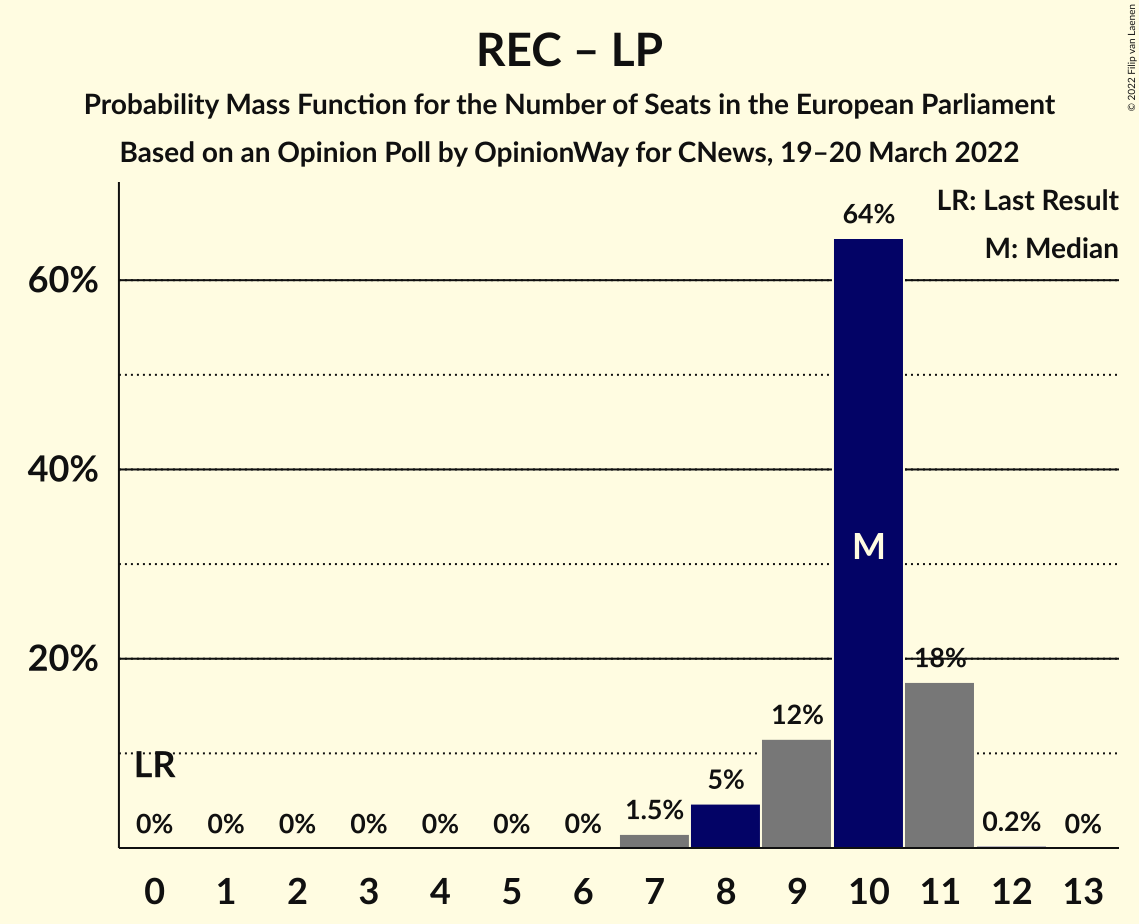 REC – LP
Probability Mass Function for the Number of Seats in the European Parliament
Based on an Opinion Poll by OpinionWay for CNews, 19–20 March 2022
© 2022 Filip van Laenen
LR: Last Result
M: Median
64%
60%
40%
M
20%
18%
12%
LR
5%
1.5%
0% 0% 0% 0% 0% 0% 0% 0.2% 0%
0 1 2 3 4 5 6 7 8 9 10 11 12 13